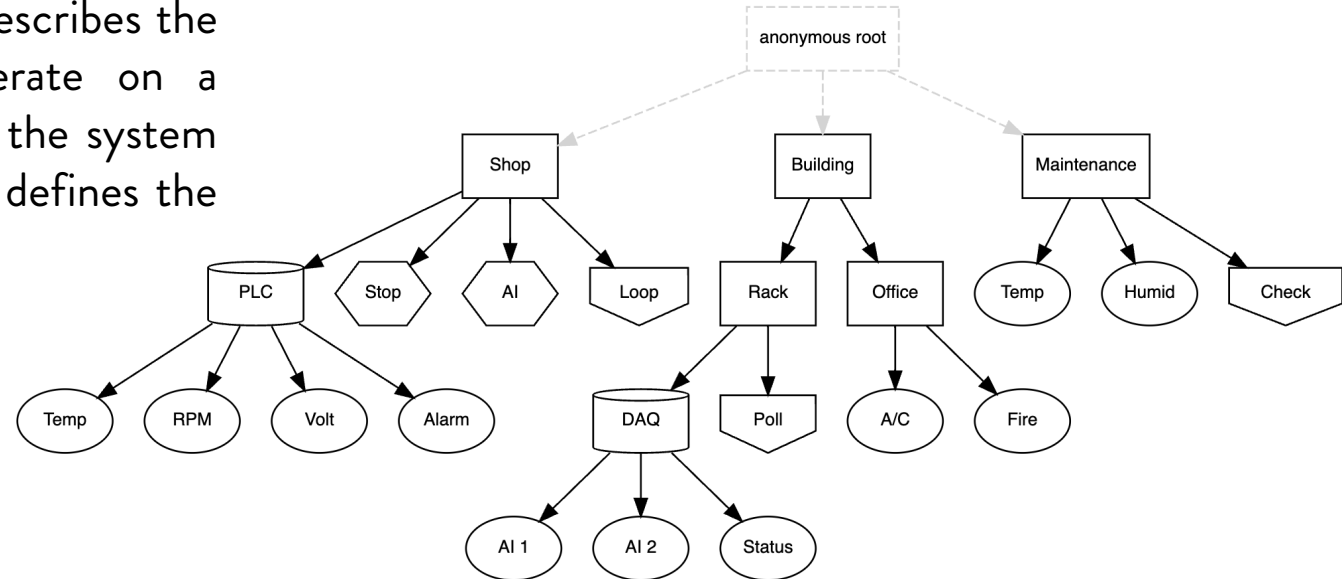 escribes the
erate on a
the system
defines the
anonymous root
Shop
Building
Maintenance
PLC
Stop
AI
Loop
Rack
Office
Temp
Humid
Check
Temp
RPM
Volt
Alarm
DAQ
Poll
A/C
Fire
AI 1
AI 2
Status